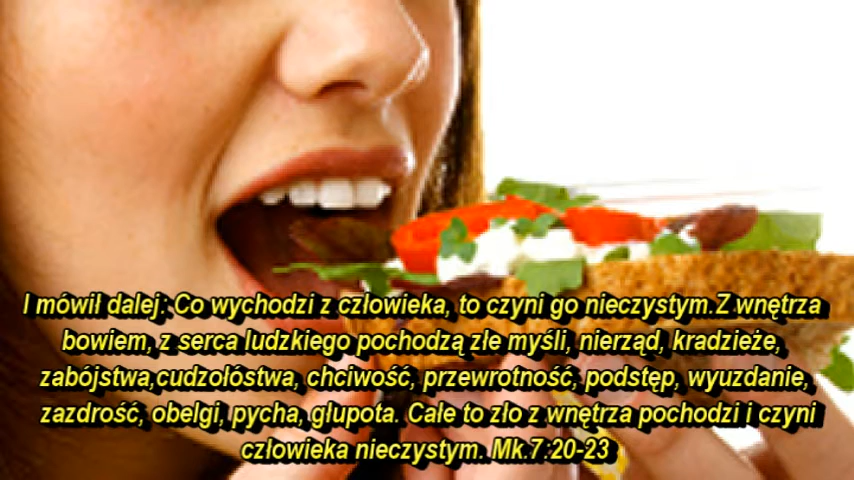 I mówił dalej: Co wychodzi z człowieka, to czyni go nieczystym.Z wnętrza
bowiem, z serca ludzkiego pochodzą złe myśli, nierząd, kradzieże,
zabójstwa,cudzołóstwa, chciwość, przewrotność, podstęp, wyuzdanie,
zazdrość, obelgi, pycha, głupota. Całe to zło z wnętrza pochodzi i czyni
człowieka nieczystym. Mk.7:20-23